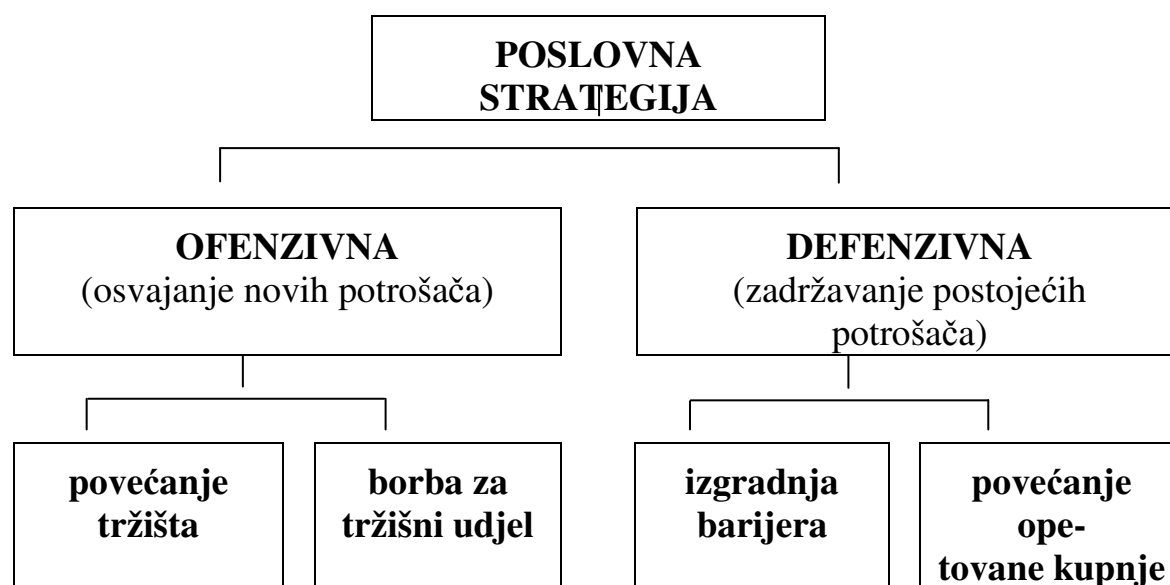 POSLOVNA
STRATEGIJA
OFENZIVNA
(osvajanje novih potrošača)
DEFENZIVNA
(zadržavanje postojećih
potrošača)
povećanje
tržišta
borba za
tržišni udjel
izgradnja
barijera
povećanje
ope-
tovane kupnje